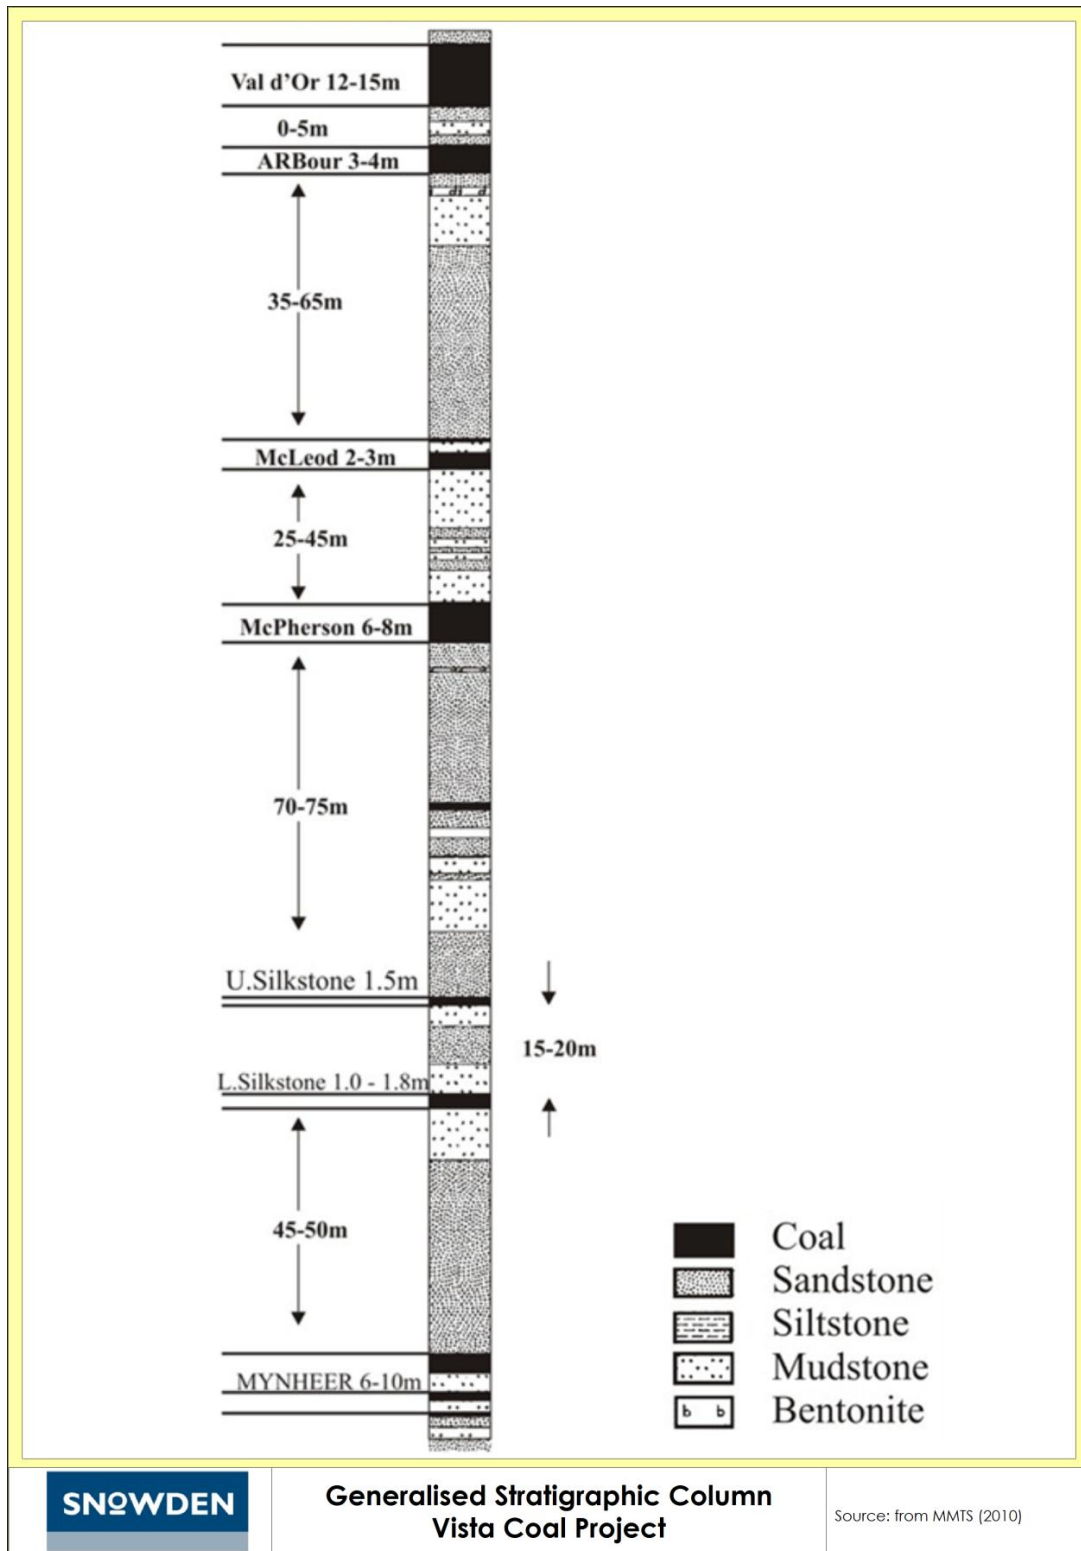 Val d'Or 12-15m
0-5m
ARBour 3-4m
35-65m
McLeod 2-3m
25-45m
McPherson 6-8m
70-75m
U.Silkstone 1.5m
15-20m
L.Silkstone 1.0 - 1.8m
45-50m
MYNHEER 6-10m
Coal
Sandstone
Siltstone
Mudstone
b b Bentonite
SNOWDEN
Generalised Stratigraphic Column
Vista Coal Project
Source: from MMTS (2010)